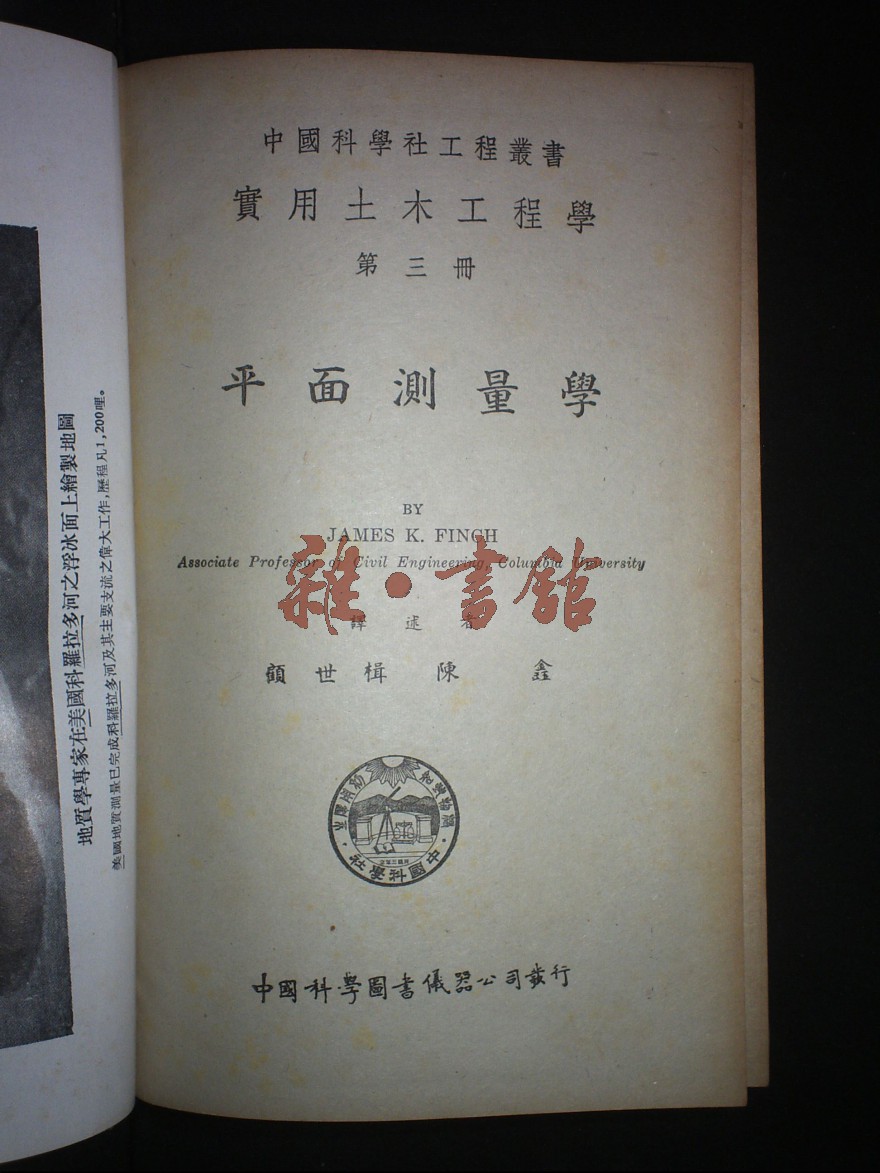 中國科學社工程叢書
實用土木工程學
第三冊
平面測量學
BY
JAMES K. FINCH
Associate Professor of Civil Engineering, Columbia University
譯述者
顧世楫 陳鑫
中國科學社
中國科學圖書儀器公司發行
雜·書館
地質學專家在美國科羅拉多河之浮冰面上繪製地圖
美國地質測量已完成科羅拉多河及其主要支流之偉大工作，歷程凡1,200哩。